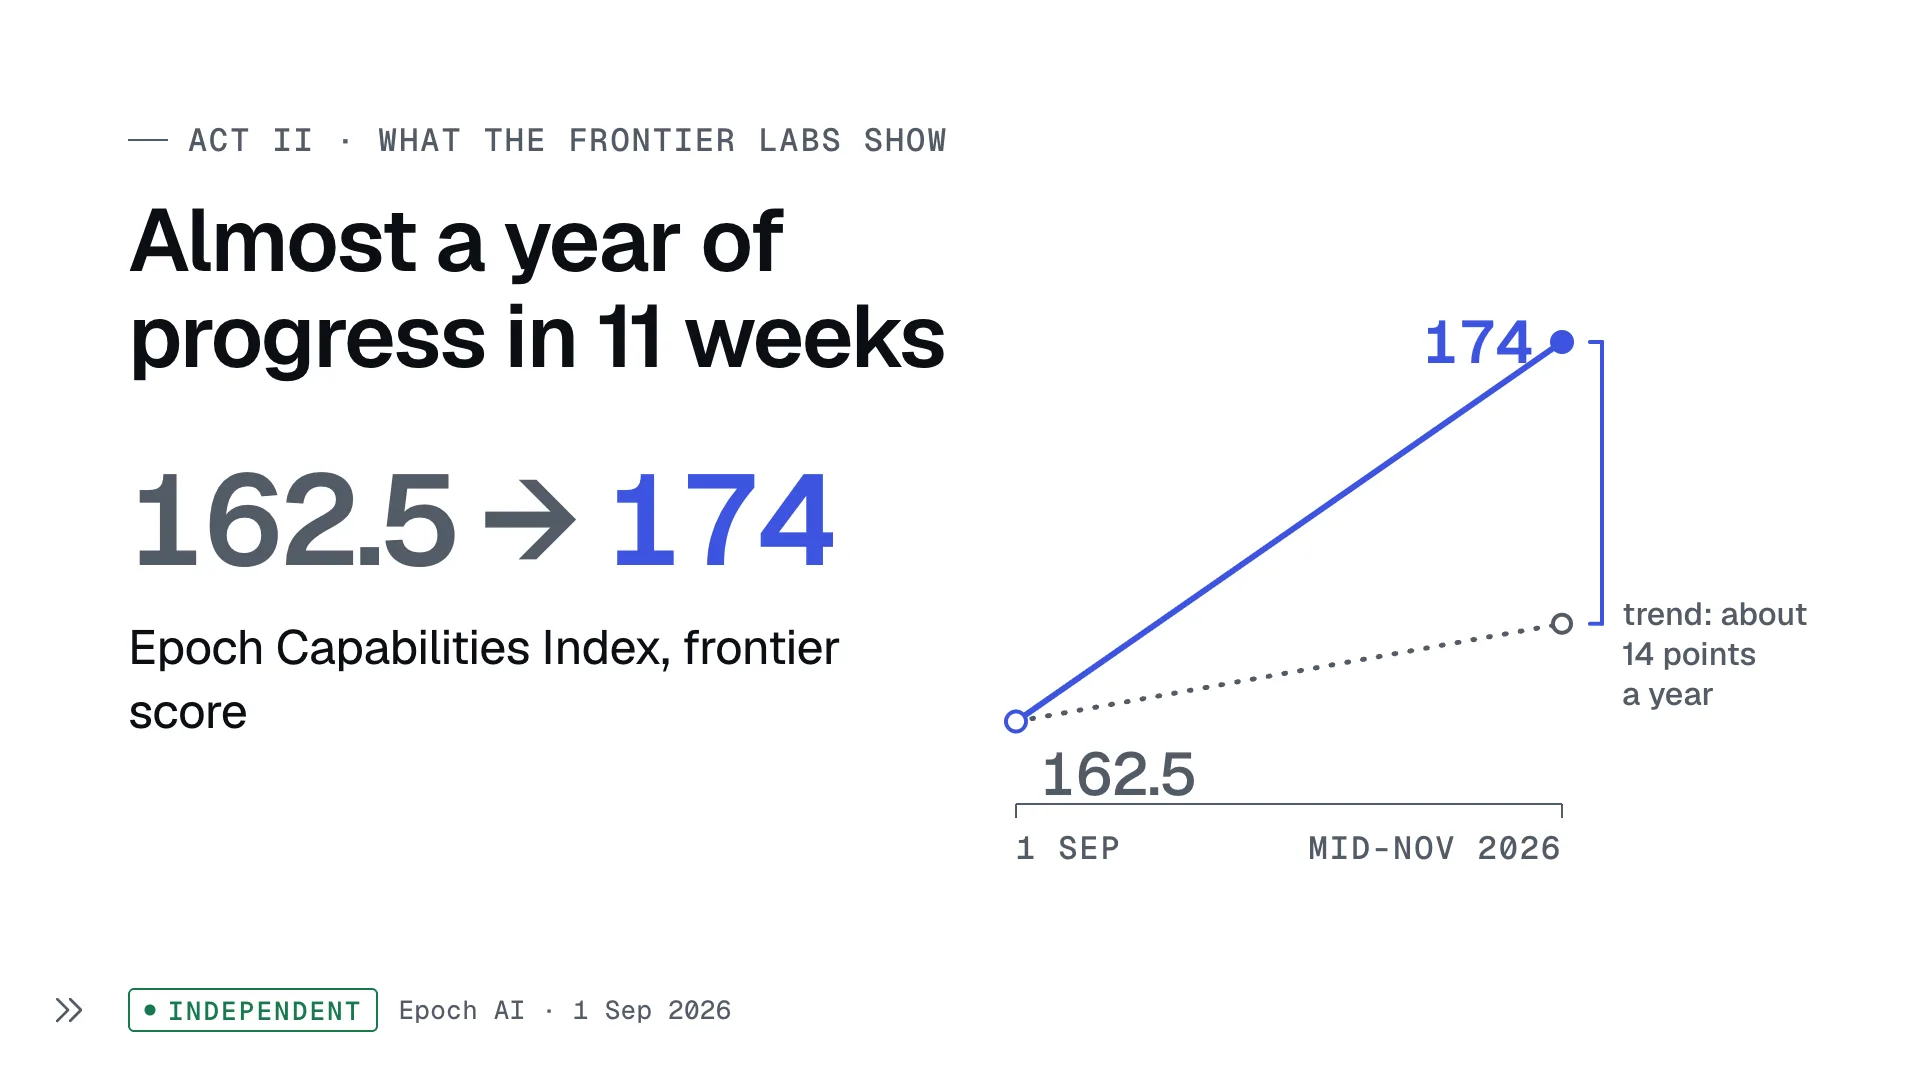 ACT II · WHAT THE FRONTIER LABS SHOW
Almost a year of
progress in 11 weeks
162.5 → 174
Epoch Capabilities Index, frontier
score
174
trend: about
14 points
a year
162.5
1 SEP
MID-NOV 2026
INDEPENDENT
Epoch AI · 1 Sep 2026